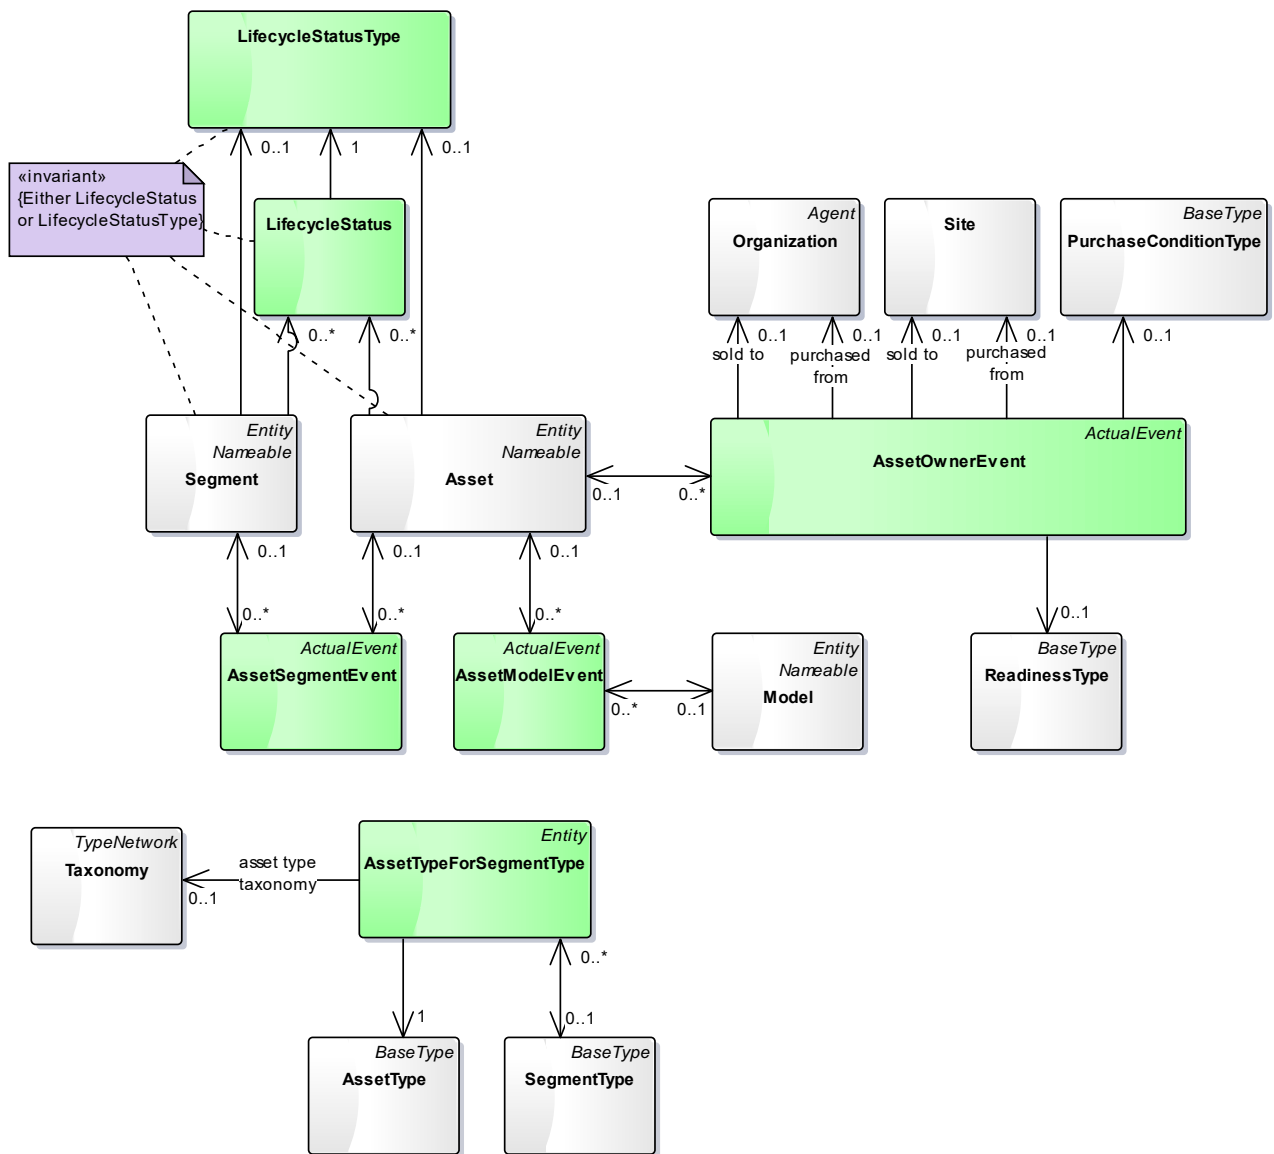 LifecycleStatusType
0..1
1
0..1
«invariant»
{Either LifecycleStatus
or LifecycleStatusType}
LifecycleStatus
0..*
0..*
Agent
Organization
Site
BaseType
PurchaseConditionType
0..1
0..1
0..1
0..1
0..1
sold to
purchased
from
sold to
purchased
from
Entity
Nameable
Segment
Entity
Nameable
Asset
ActualEvent
AssetOwnerEvent
0..1
0..*
0..1
0..1
0..1
0..*
0..*
0..*
0..1
ActualEvent
AssetSegmentEvent
ActualEvent
AssetModelEvent
0..*
0..1
Entity
Nameable
Model
BaseType
ReadinessType
TypeNetwork
Taxonomy
asset type
taxonomy
0..1
Entity
AssetTypeForSegmentType
0..*
1
0..1
BaseType
AssetType
BaseType
SegmentType